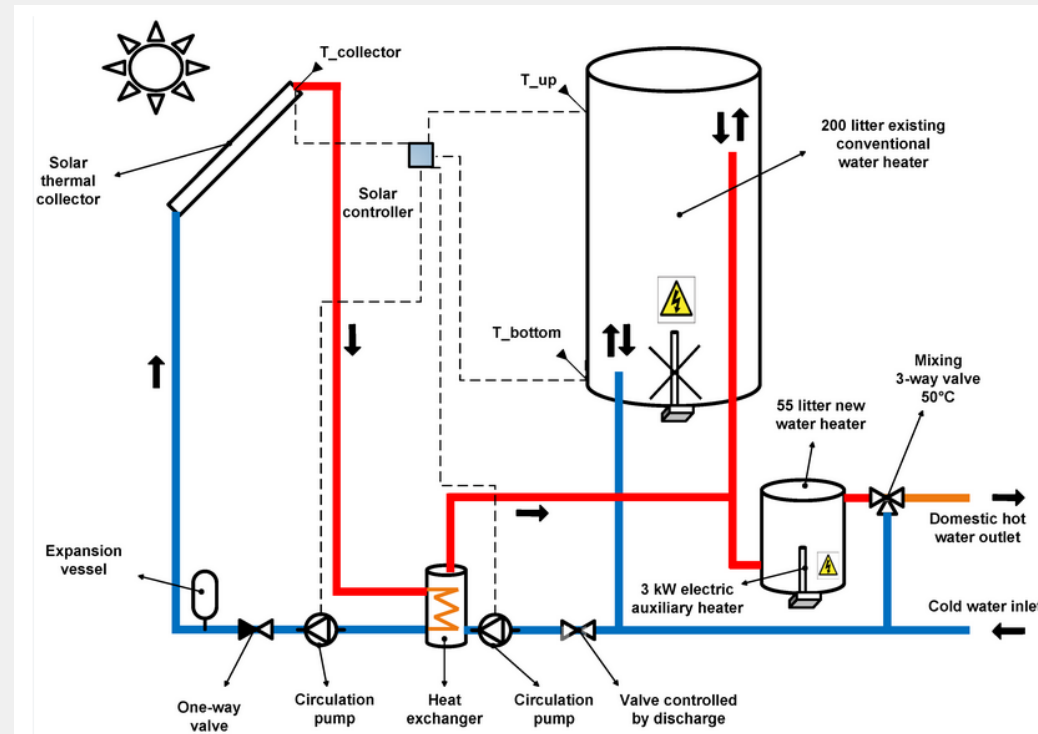 T_collector
T_up
200 litter existing
conventional
water heater
Solar
thermal
collector
Solar
controller
T_bottom
Mixing
3-way valve
50°C
55 litter new
water heater
Domestic hot
water outlet
Expansion
vessel
3 kW electric
auxiliary heater
Cold water inlet
One-way
valve
Circulation
pump
Heat
exchanger
Circulation
pump
Valve controlled
by discharge